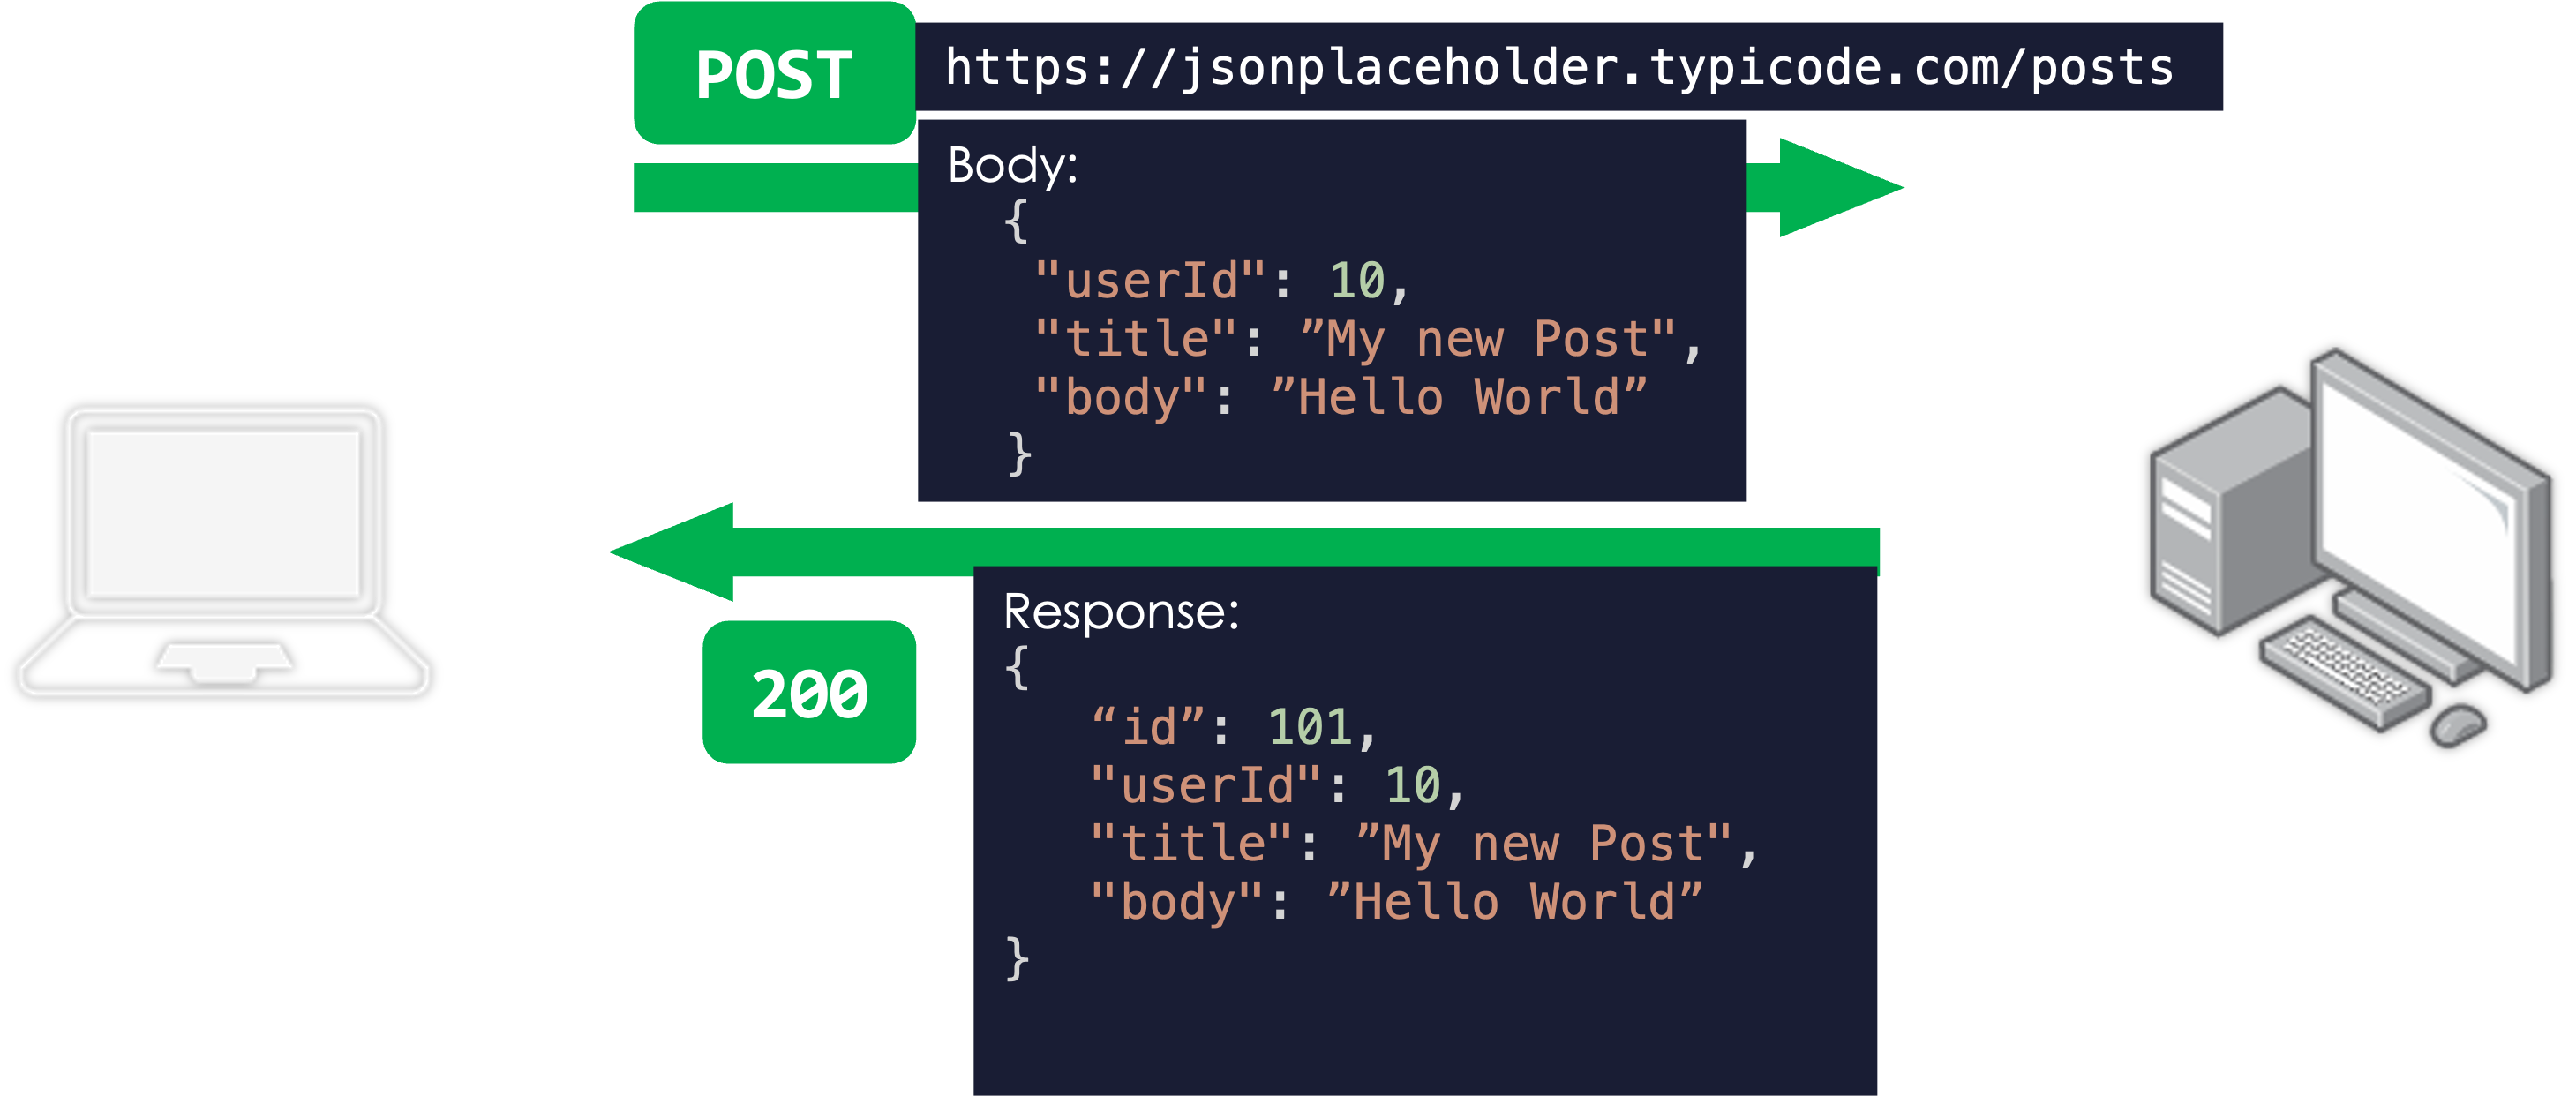 POST
https://jsonplaceholder.typicode.com/posts
Body:
{
"userId": 10,
"title": ”My new Post",
"body": ”Hello World”
}
200
Response:
{
“id”: 101,
"userId": 10,
"title": ”My new Post",
"body": ”Hello World”
}